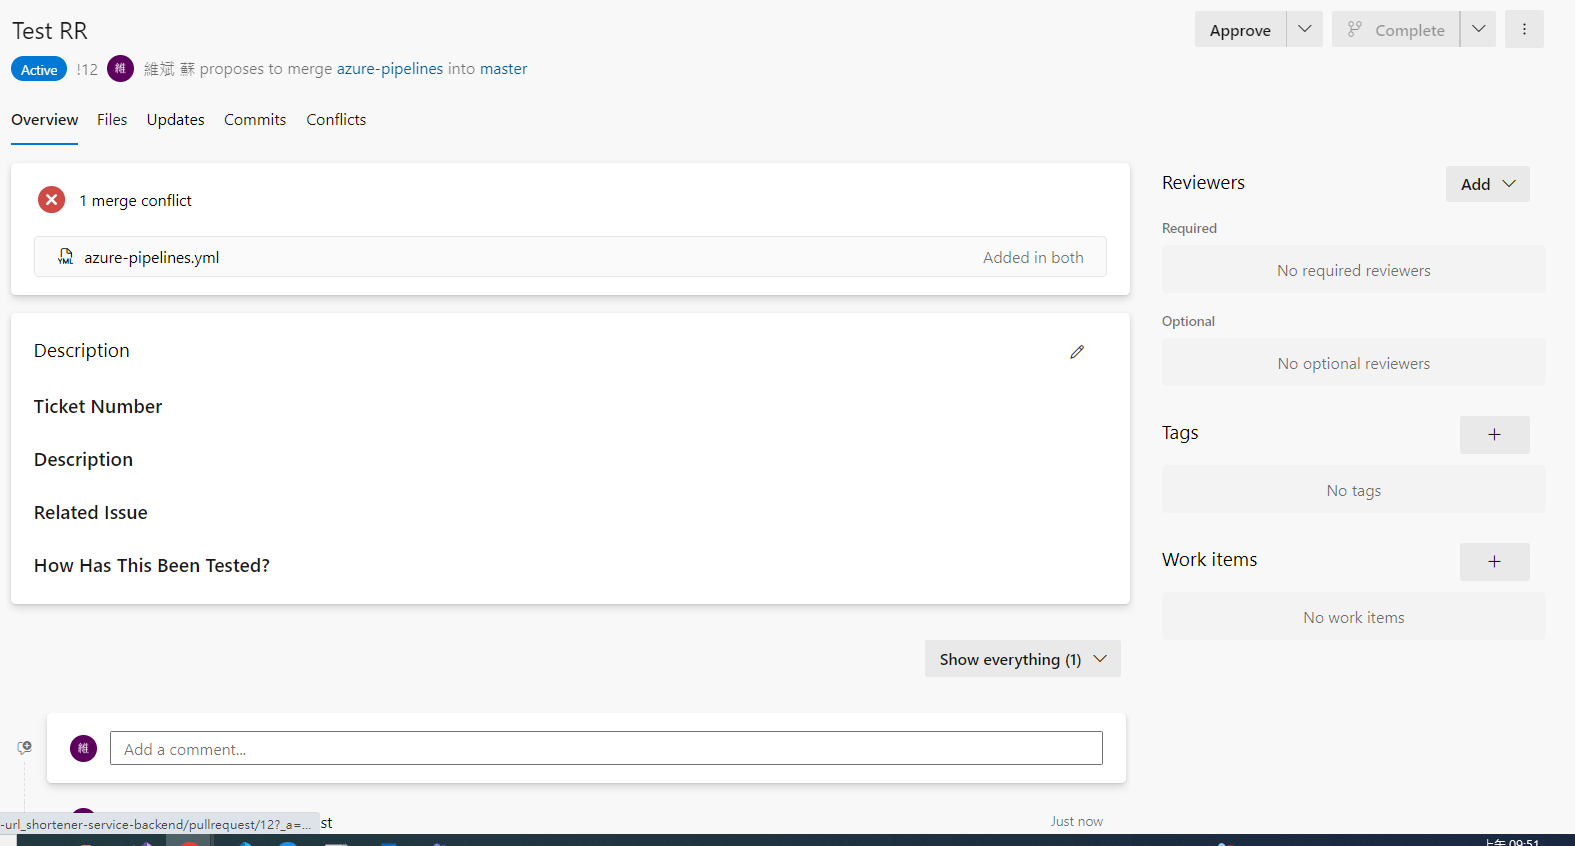 Test RR
Approve
Complete
Active !12 維 維斌 蘇 proposes to merge azure-pipelines into master
Overview Files Updates Commits Conflicts
1 merge conflict
YML azure-pipelines.yml Added in both
Description
Ticket Number
Description
Related Issue
How Has This Been Tested?
Show everything (1)
維 Add a comment...
st Just now
-url_shortener-service-backend/pullrequest/12?_a=...
Reviewers
Add
Required
No required reviewers
Optional
No optional reviewers
Tags
No tags
Work items
No work items
上午 09:51